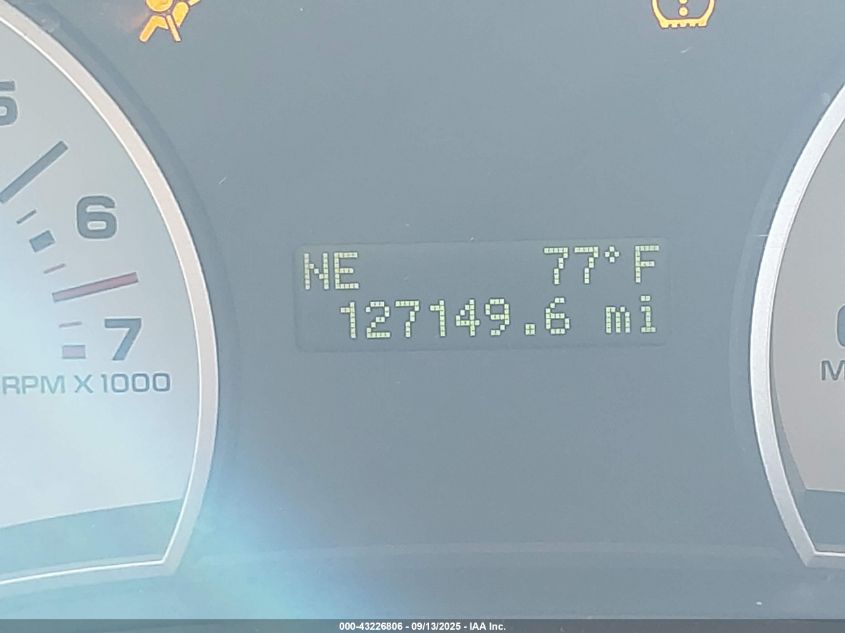 5
6
7
RPM X 1000
NE 77°F
127149.6 mi
000-43226806 - 09/13/2025 - IAA Inc.